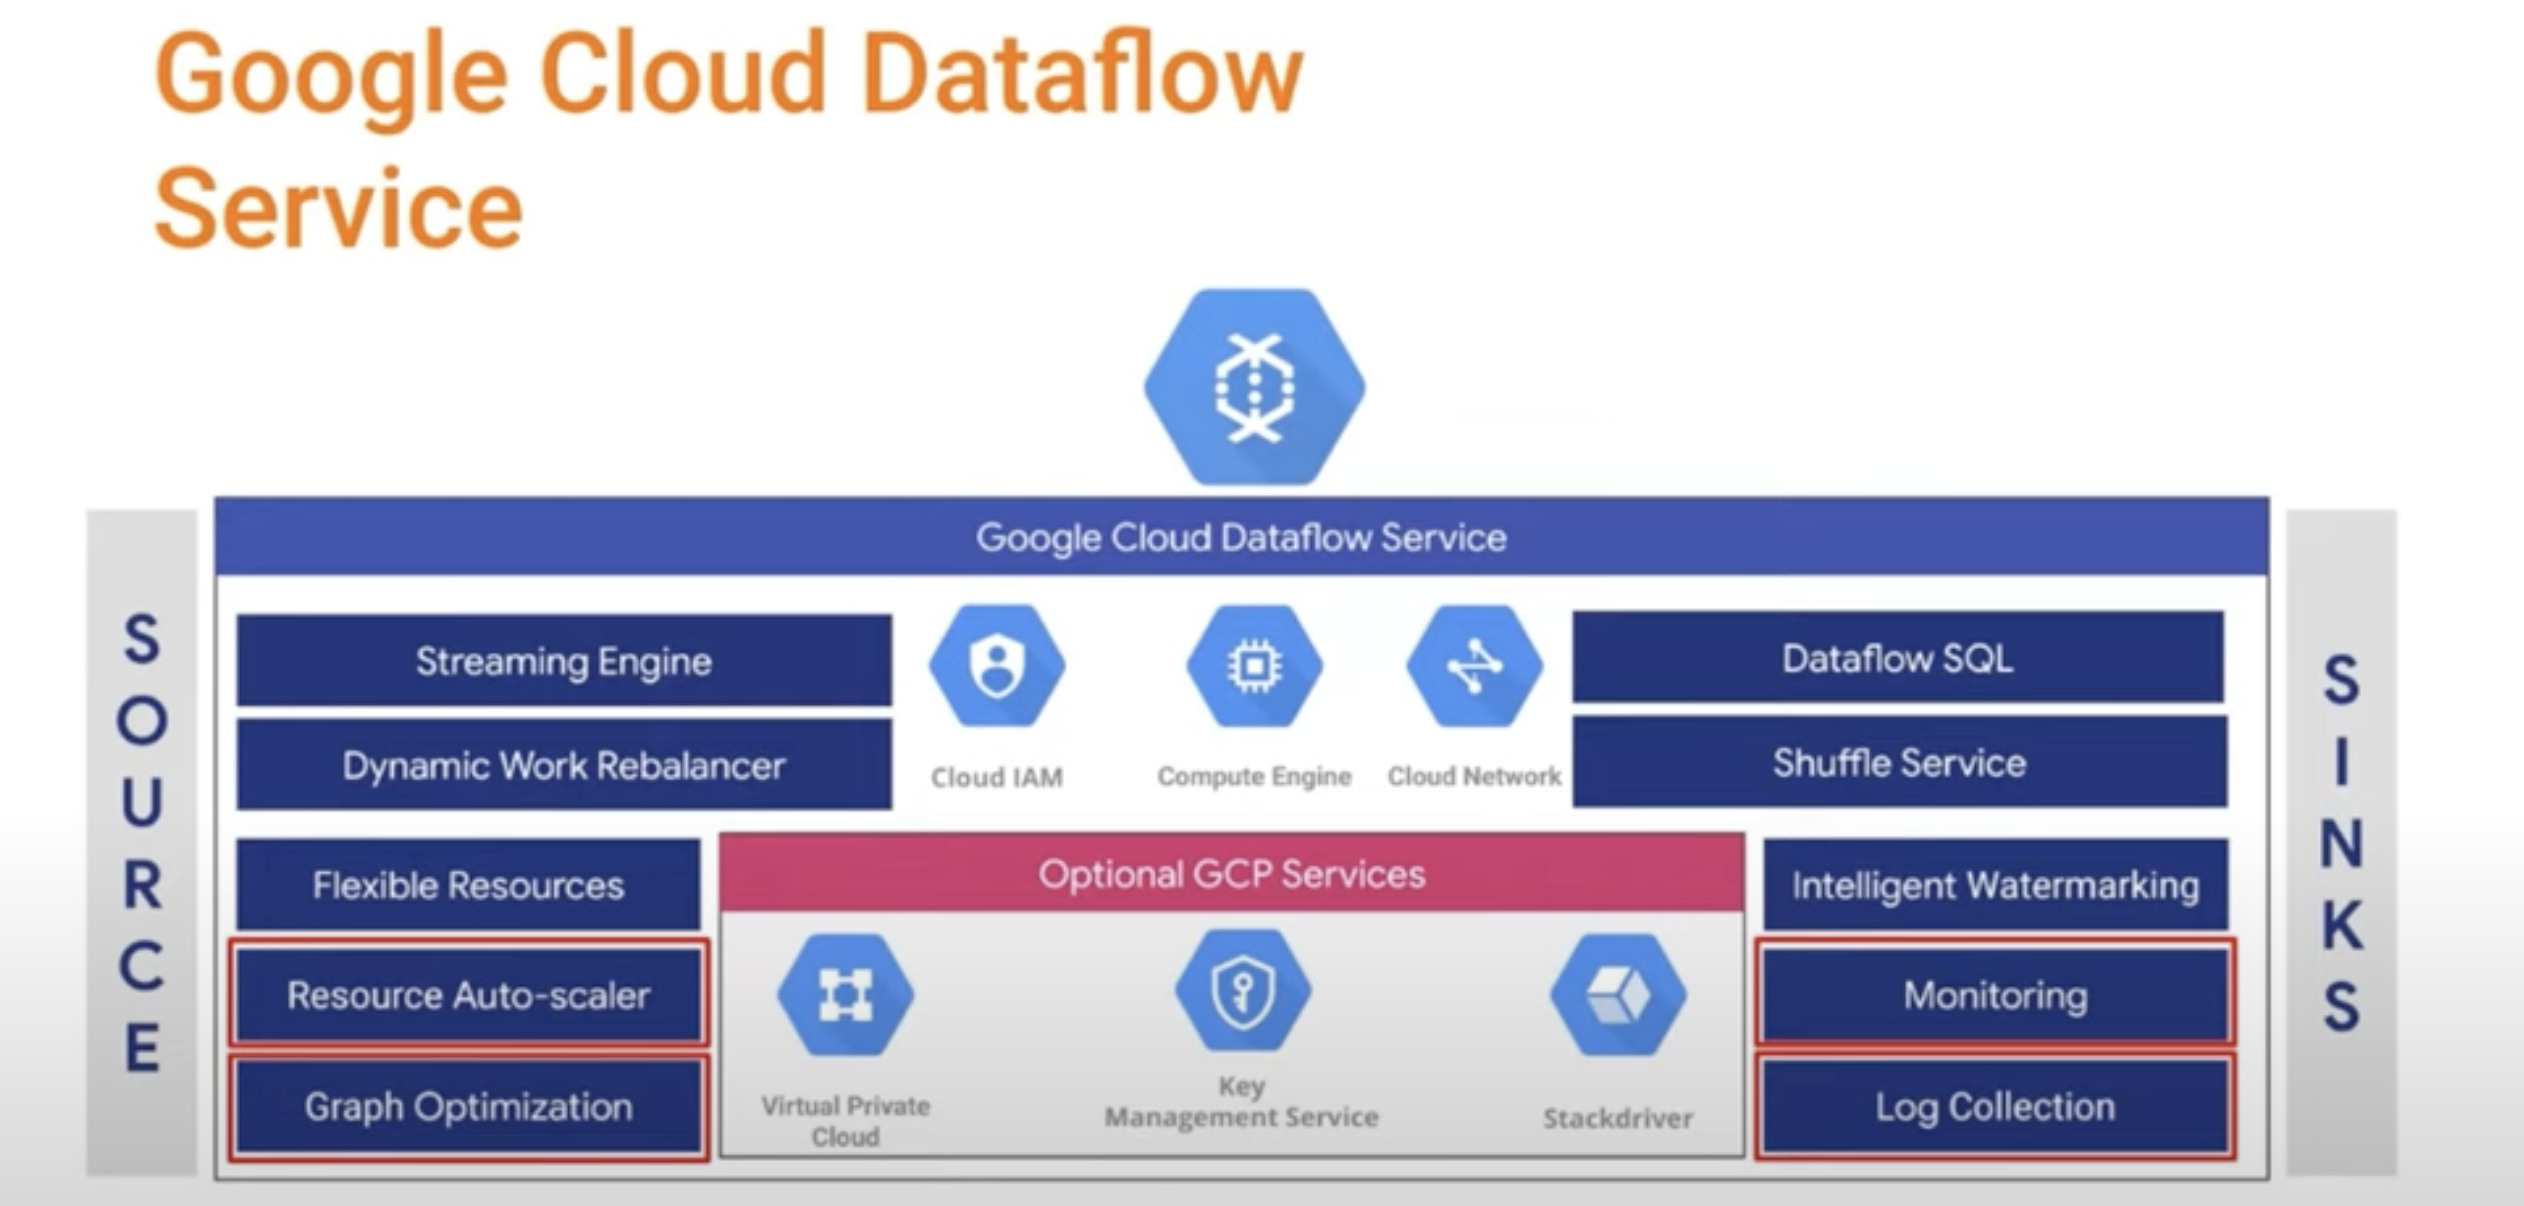 Google Cloud Dataflow
Service
Google Cloud Dataflow Service
SOURCE
Streaming Engine
Dynamic Work Rebalancer
Cloud IAM
Compute Engine
Cloud Network
Dataflow SQL
Shuffle Service
Flexible Resources
Resource Auto-scaler
Graph Optimization
Optional GCP Services
Virtual Private
Cloud
Key
Management Service
Stackdriver
Intelligent Watermarking
Monitoring
Log Collection
SINKS